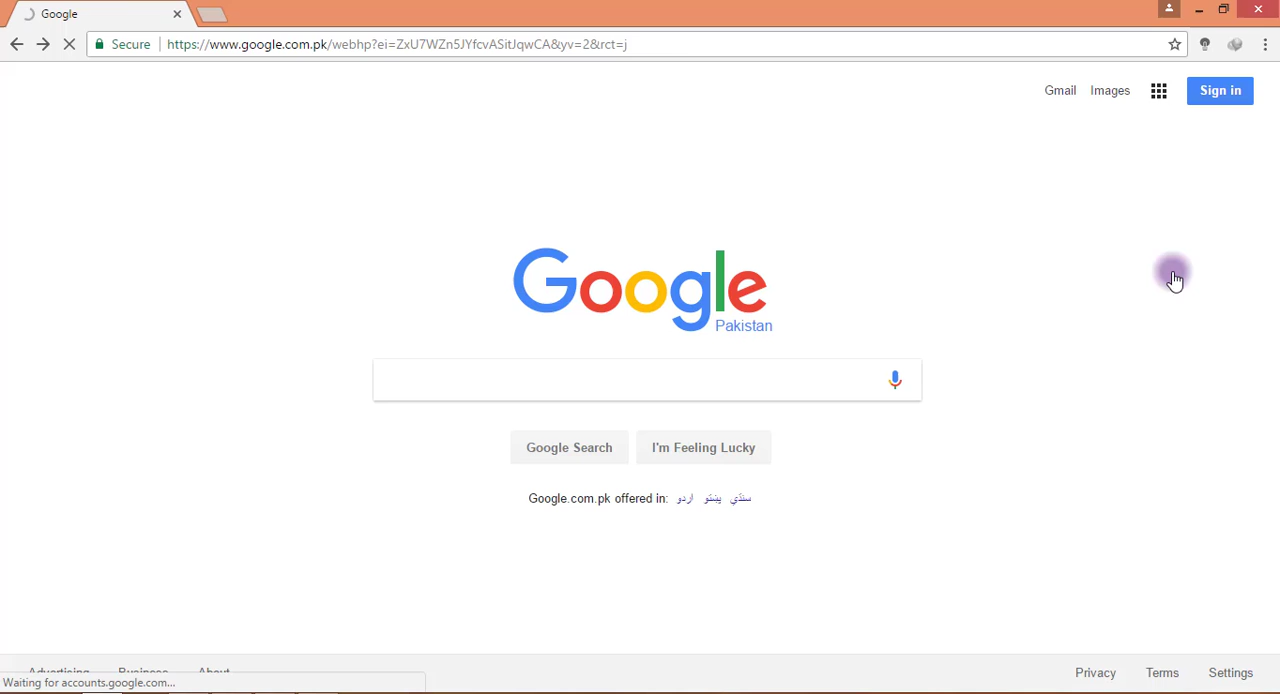 Google
Secure https://www.google.com.pk/webhp?ei=ZxU7WZn5JYfcvASitJqwCA&yv=2&rct=j
Gmail Images Sign in
Google
Pakistan
Google Search I'm Feeling Lucky
Google.com.pk offered in: اردو پښتو سنڌي
Advertising Business About Privacy Terms Settings
Waiting for accounts.google.com...